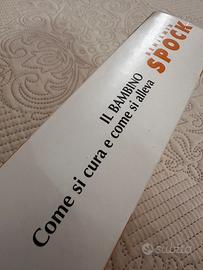 BENJAMIN
SPOCK
IL BAMBINO
Come si cura e come si alleva
subito